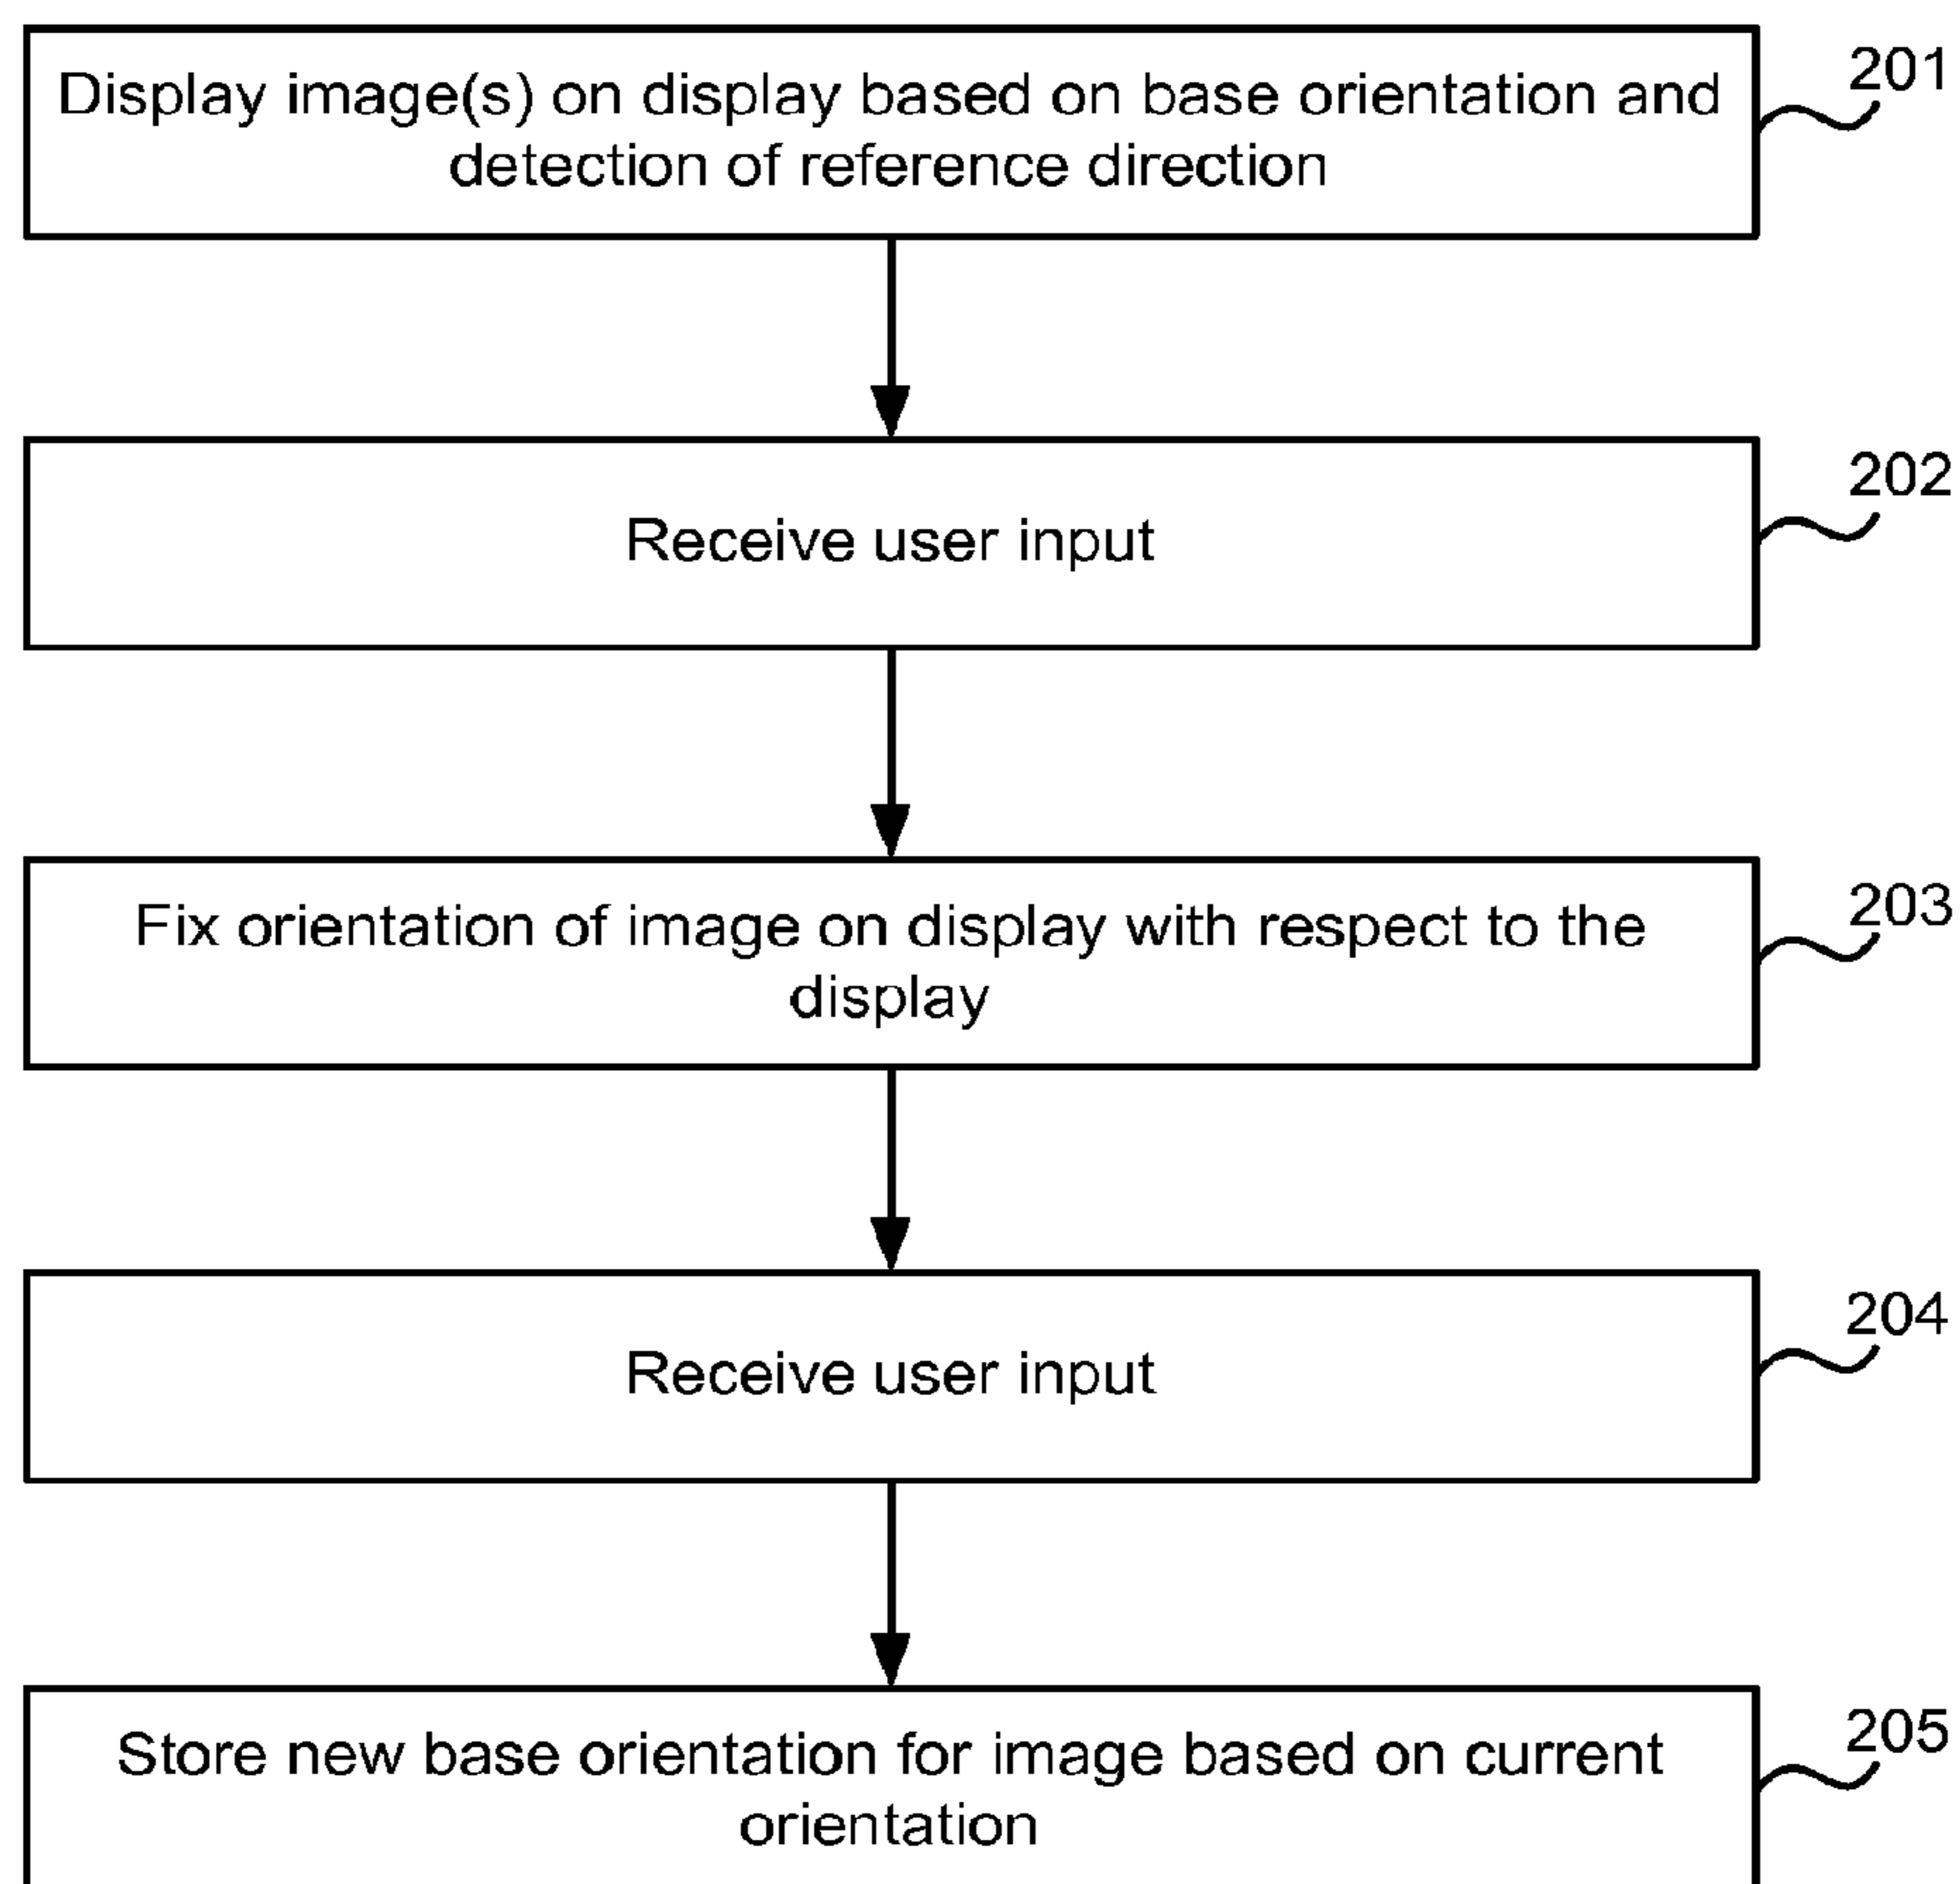 Display image(s) on display based on base orientation and
detection of reference direction
201
Receive user input
202
Fix orientation of image on display with respect to the
display
203
Receive user input
204
Store new base orientation for image based on current
orientation
205